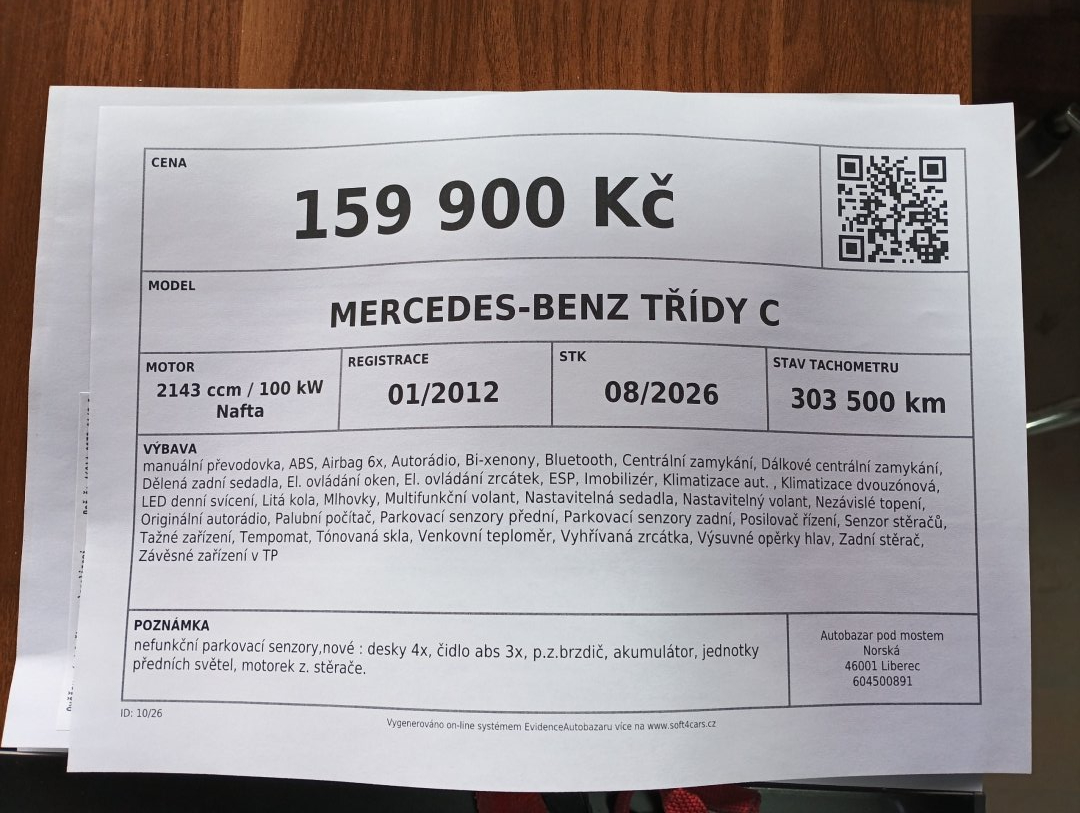 CENA
159 900 Kč
MODEL
MERCEDES-BENZ TŘÍDY C
MOTOR
2143 ccm / 100 kW
Nafta
REGISTRACE
01/2012
STK
08/2026
STAV TACHOMETRU
303 500 km
VÝBAVA
manuální převodovka, ABS, Airbag 6x, Autorádio, Bi-xenony, Bluetooth, Centrální zamykání, Dálkové centrální zamykání,
Dělená zadní sedadla, El. ovládání oken, El. ovládání zrcátek, ESP, Imobilizér, Klimatizace aut. , Klimatizace dvouzónová,
LED denní svícení, Litá kola, Mlhovky, Multifunkční volant, Nastavitelná sedadla, Nastavitelný volant, Nezávislé topení,
Originální autorádio, Palubní počítač, Parkovací senzory přední, Parkovací senzory zadní, Posilovač řízení, Senzor stěračů,
Tažné zařízení, Tempomat, Tónovaná skla, Venkovní teploměr, Vyhřívaná zrcátka, Výsuvné opěrky hlav, Zadní stěrač,
Závěsné zařízení v TP
POZNÁMKA
nefunkční parkovací senzory,nové : desky 4x, čidlo abs 3x, p.z.brzdič, akumulátor, jednotky
předních světel, motorek z. stěrače.
Autobazar pod mostem
Norská
46001 Liberec
604500891
ID: 10/26
Vygenerováno on-line systémem EvidenceAutobazaru více na www.soft4cars.cz